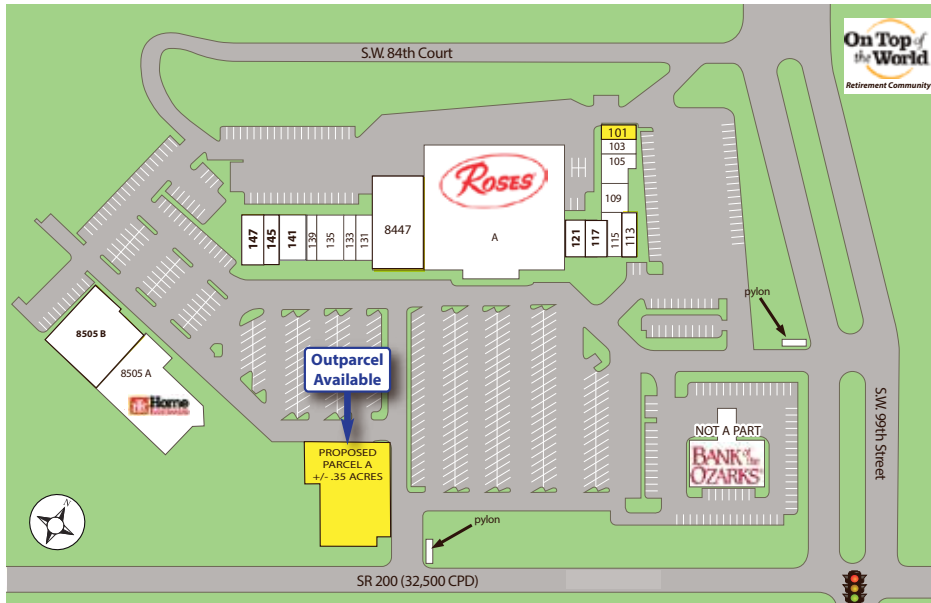 S.W. 84th Court
On Top of
the World
Retirement Community
101
103
105
109
ROSES
A
8447
147
145
141
139
135
133
131
121
117
115
113
pylon
8505 B
8505 A
Home
Outparcel
Available
PROPOSED
PARCEL A
+/- .35 ACRES
NOT A PART
BANK of the
OZARKS
S.W. 99th Street
N
pylon
SR 200 (32,500 CPD)